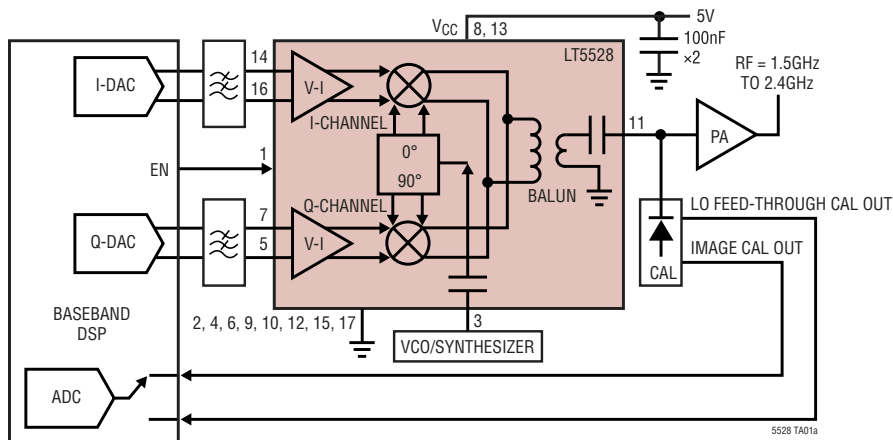 VCC 8, 13
5V
100nF
×2
LT5528
RF = 1.5GHz
TO 2.4GHz
I-DAC
14
16
V-I
I-CHANNEL
0°
90°
EN
1
11
PA
BALUN
Q-CHANNEL
LO FEED-THROUGH CAL OUT
IMAGE CAL OUT
CAL
Q-DAC
7
5
V-I
BASEBAND
DSP
2, 4, 6, 9, 10, 12, 15, 17
3
VCO/SYNTHESIZER
ADC
5528 TA01a